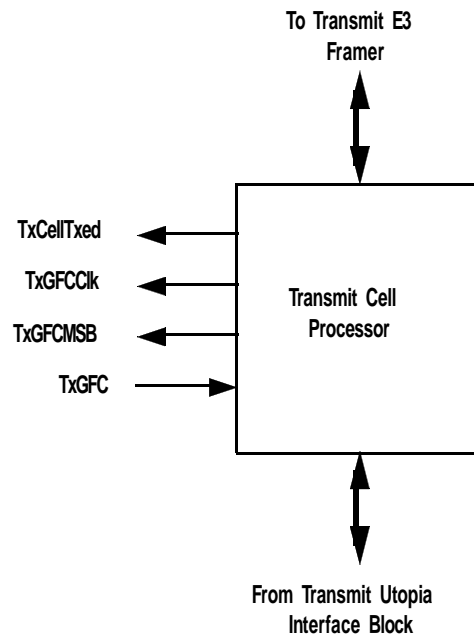 To Transmit E3
Framer
TxCellTxed
TxGFCClk
TxGFCMSB
TxGFC
Transmit Cell
Processor
From Transmit Utopia
Interface Block